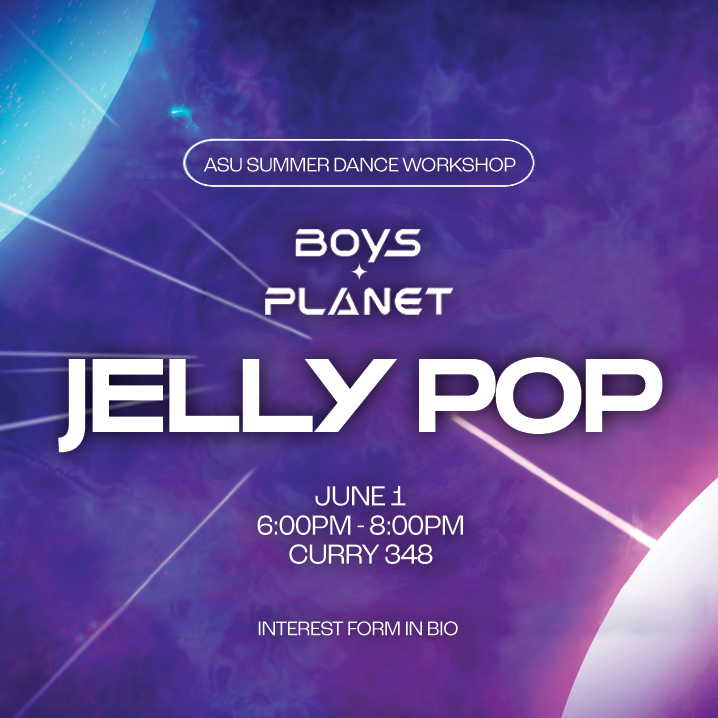 ASU SUMMER DANCE WORKSHOP
BOYS
PLANET
JELLY POP
JUNE 1
6:00PM - 8:00PM
CURRY 348
INTEREST FORM IN BIO